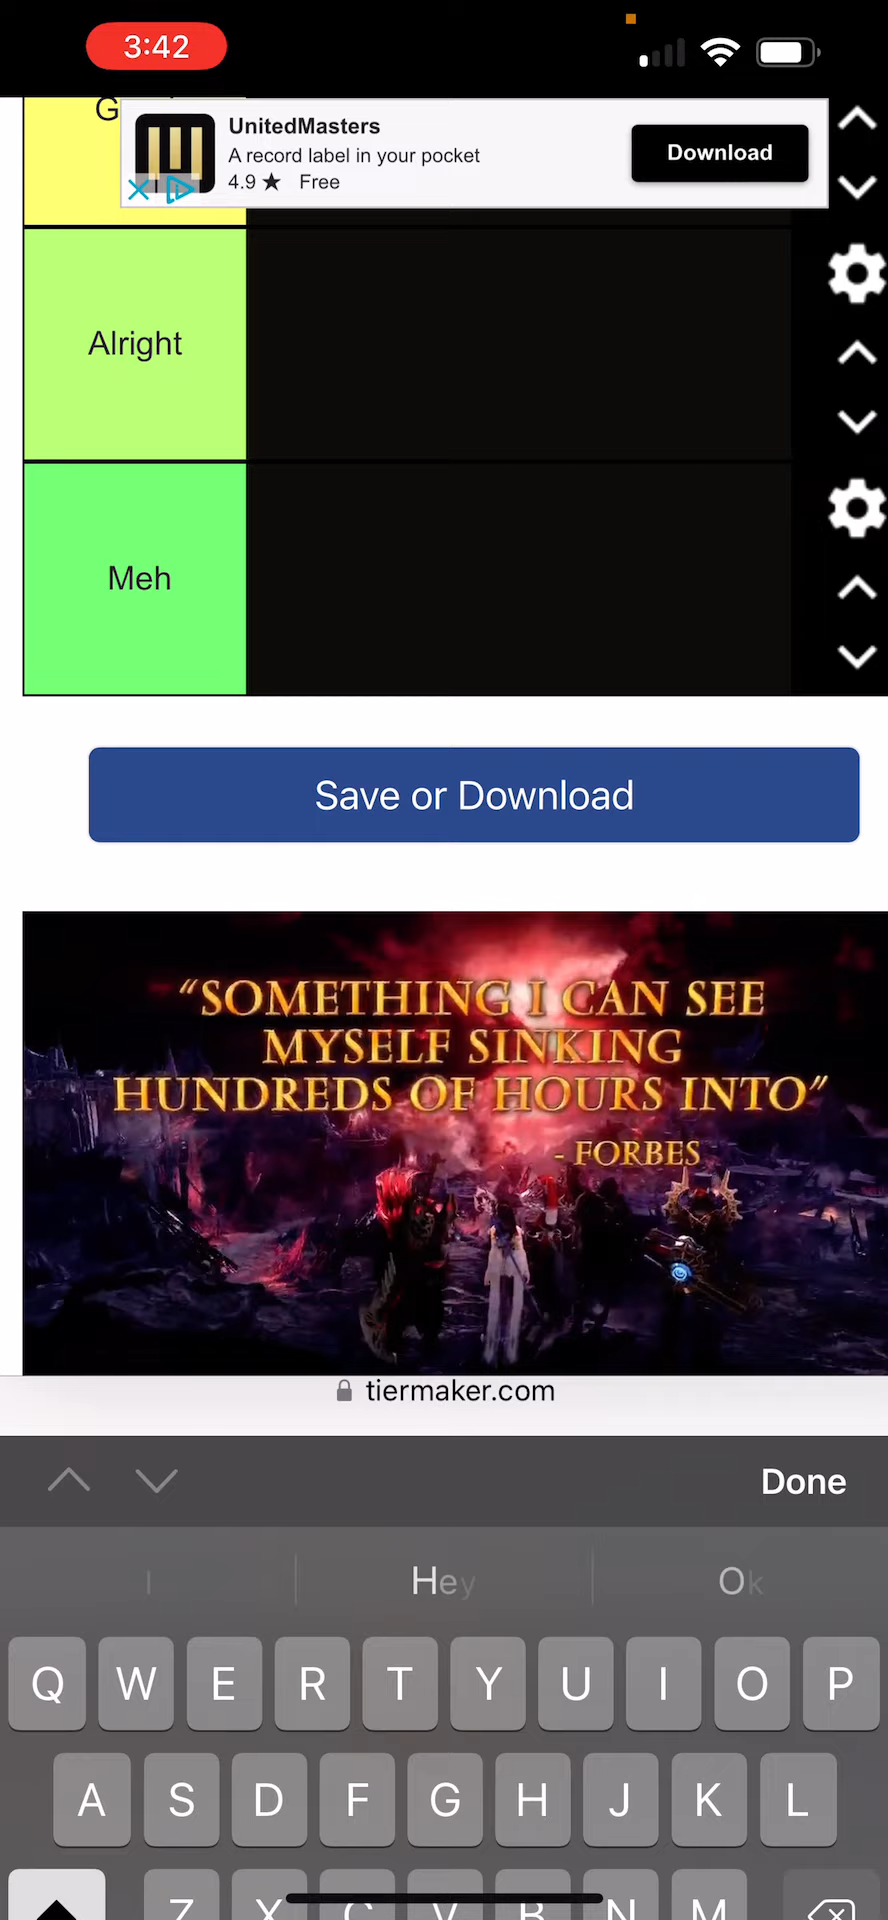 3:42
G
UnitedMasters
A record label in your pocket
4.9 ★ Free
Download
Alright
Meh
Save or Download
“SOMETHING I CAN SEE
MYSELF SINKING
HUNDREDS OF HOURS INTO”
- FORBES
tiermaker.com
Done
I Hey Ok
Q W E R T Y U I O P
A S D F G H J K L
Z X C V B N M